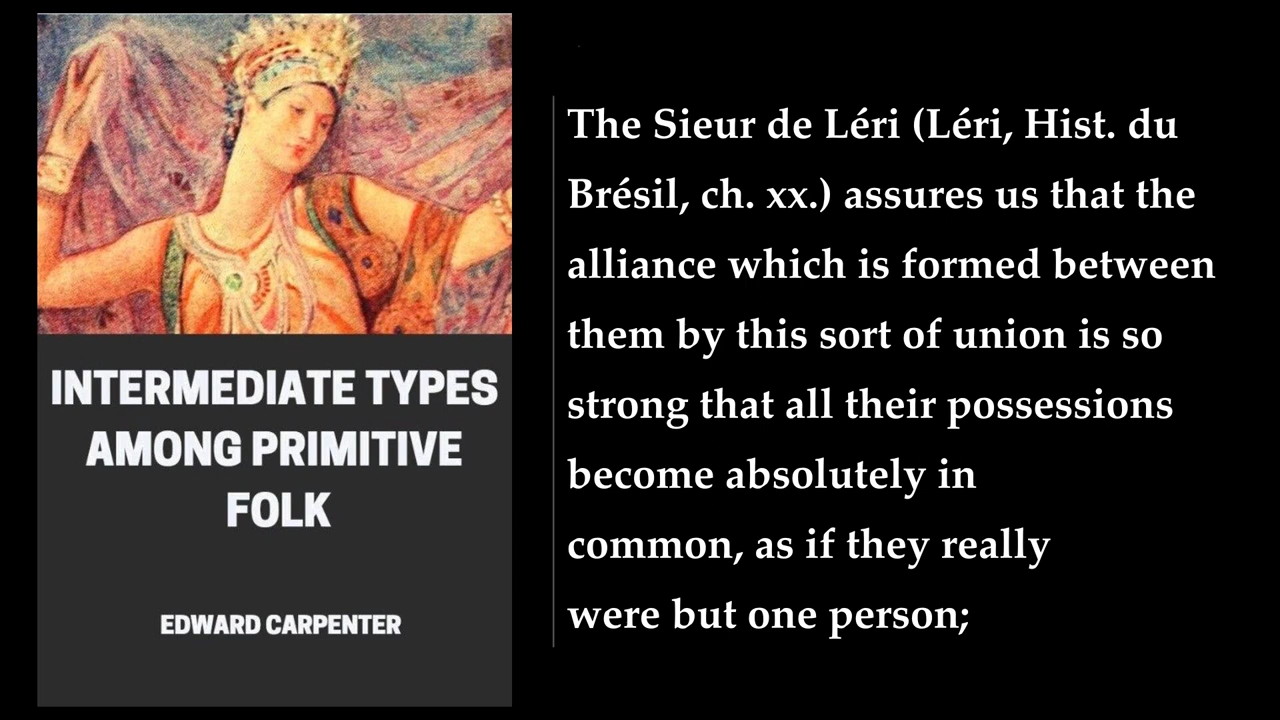 INTERMEDIATE TYPES
AMONG PRIMITIVE
FOLK
EDWARD CARPENTER
The Sieur de Léri (Léri, Hist. du
Brésil, ch. xx.) assures us that the
alliance which is formed between
them by this sort of union is so
strong that all their possessions
become absolutely in
common, as if they really
were but one person;